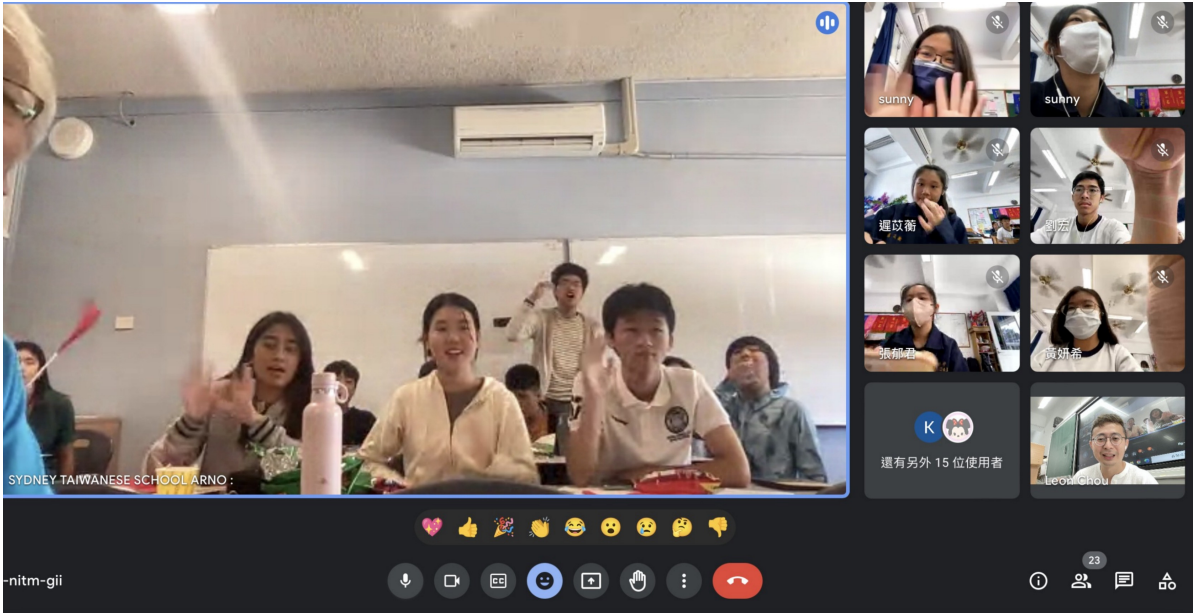 SYDNEY TAIWANESE SCHOOL ARNO :
sunny
sunny
遲苡蘅
劉宏
張郁君
黃妍希
K
還有另外 15 位使用者
Leon Chou
-nitm-gii
CC
23